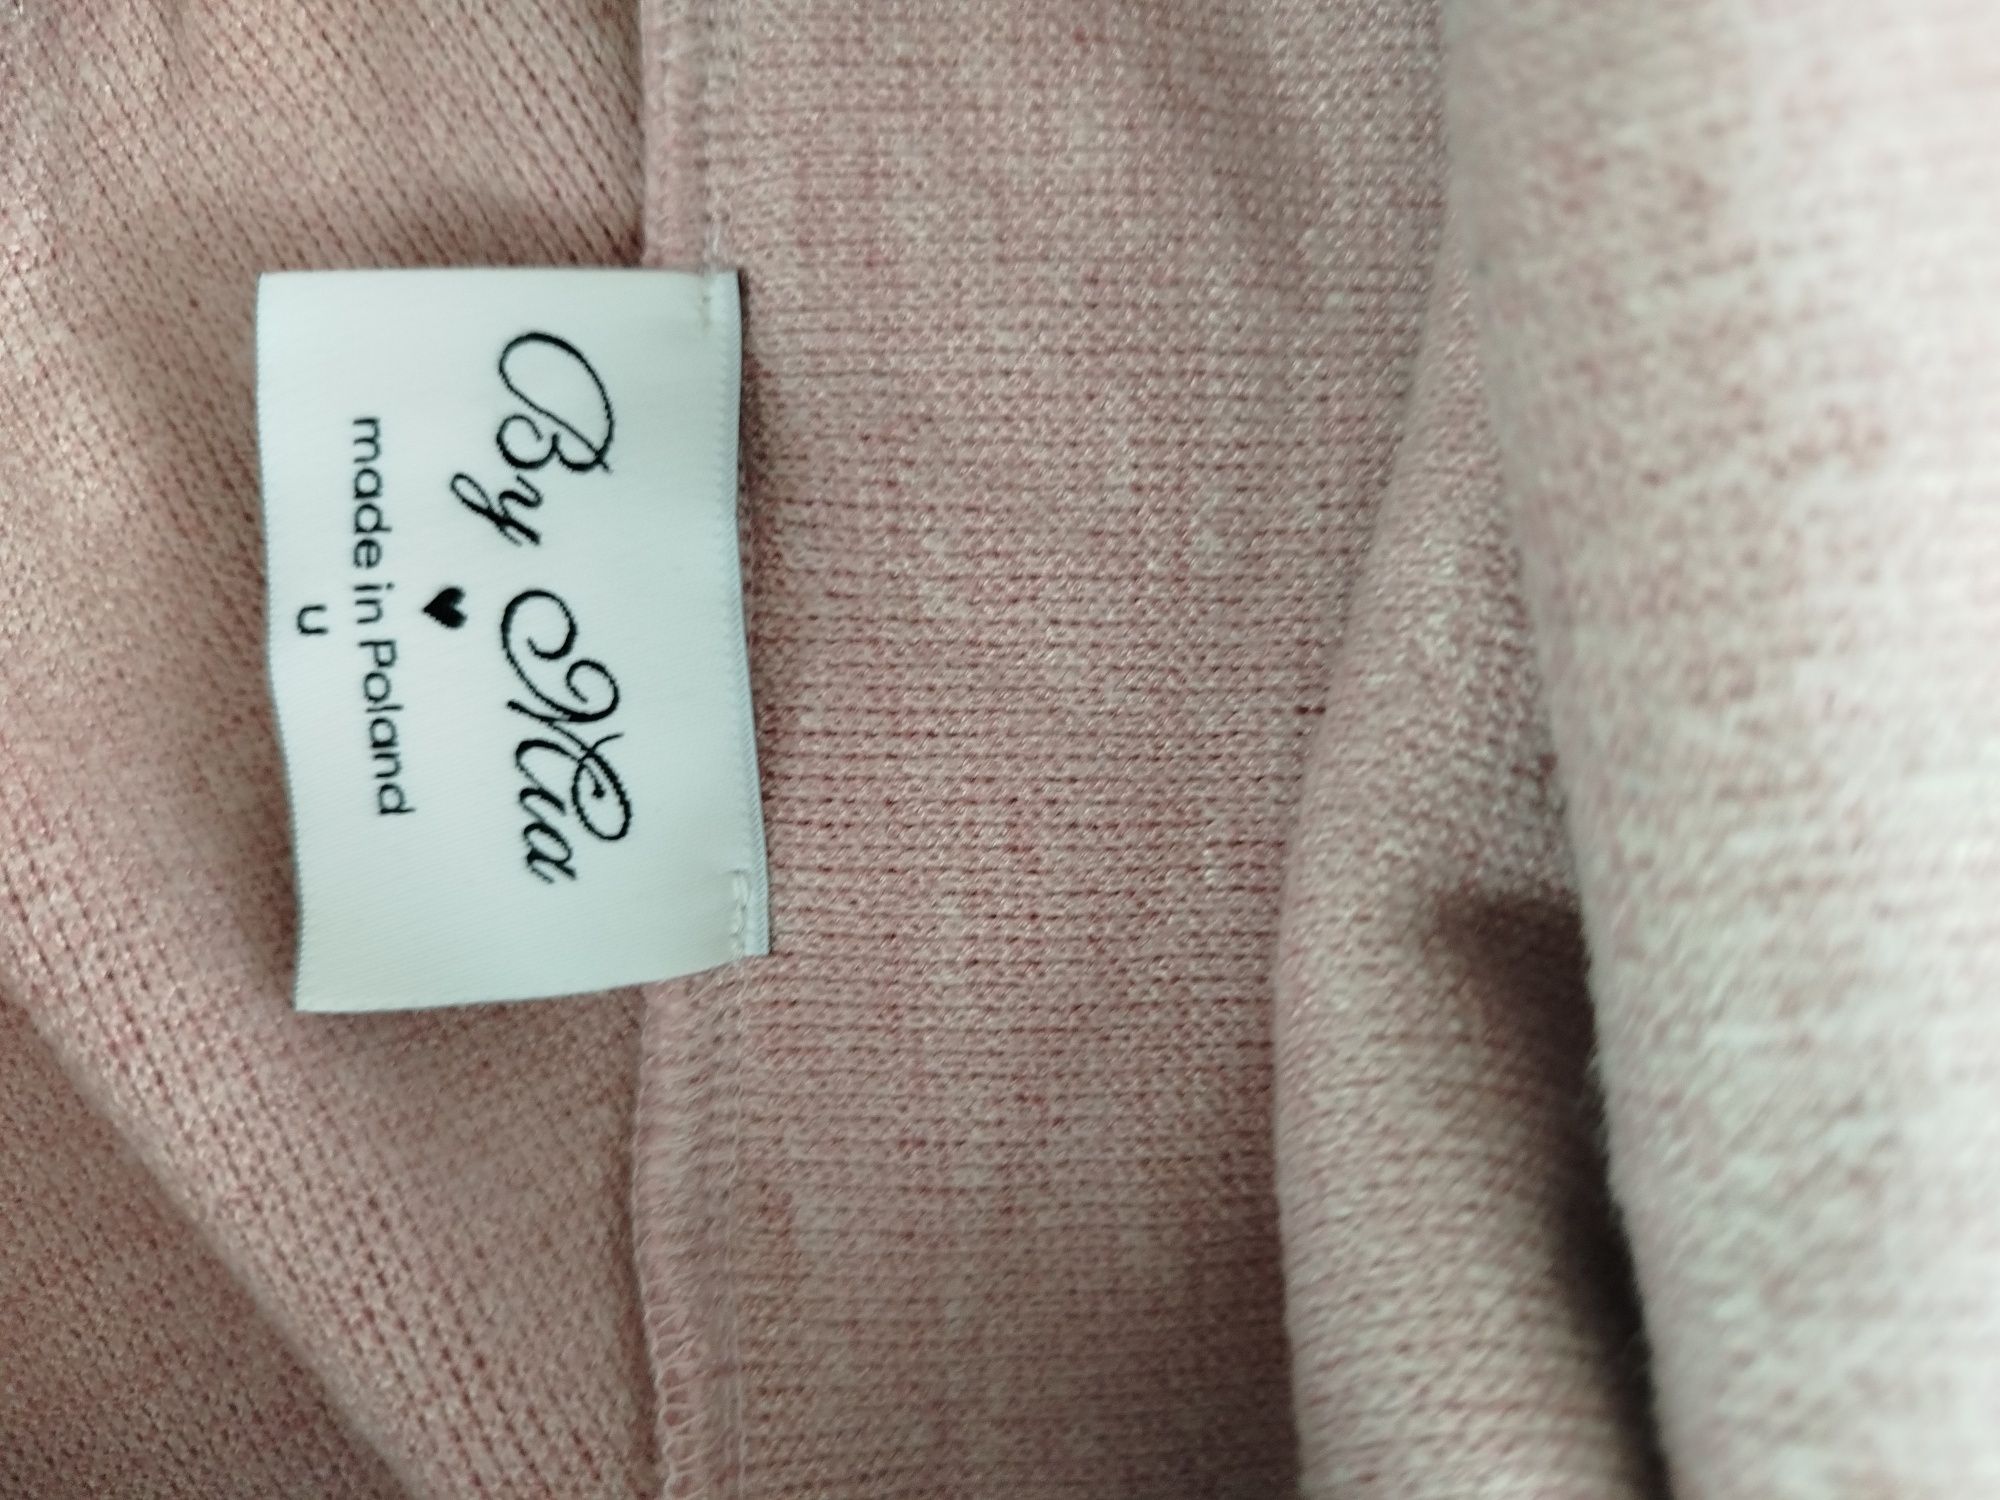 By Mia
♥
made in Poland
U